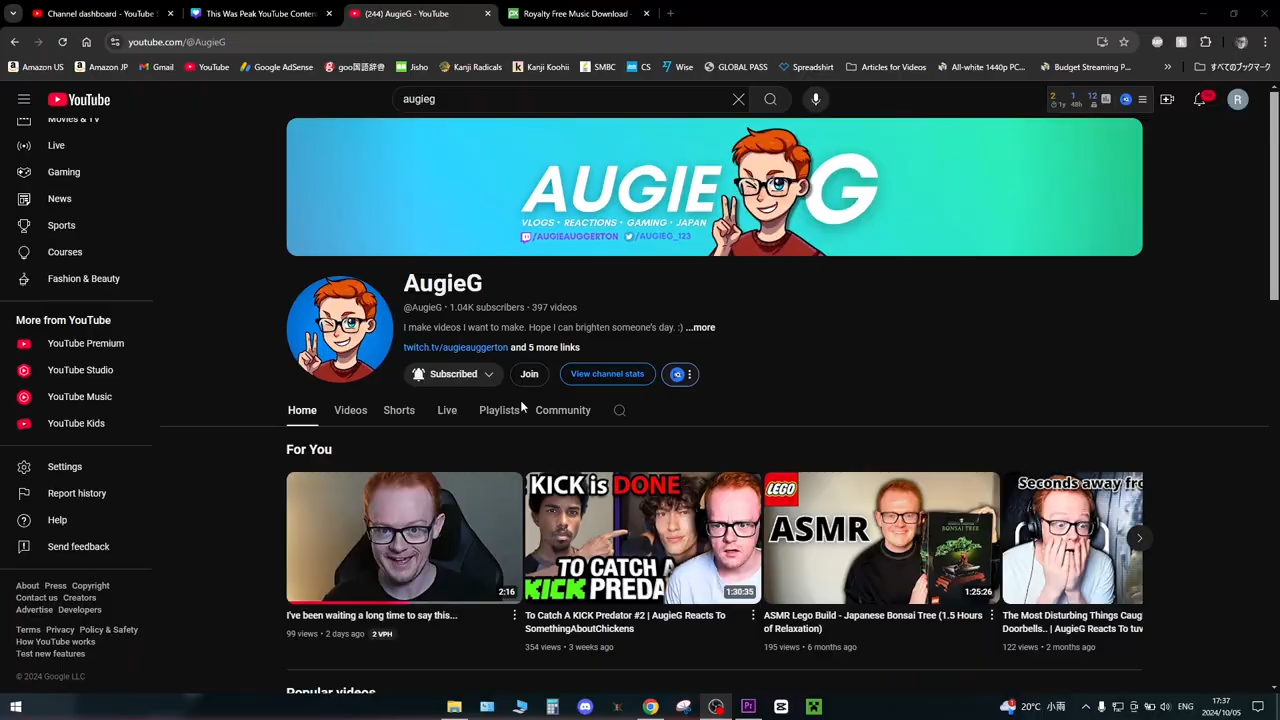 Channel dashboard - YouTube S
This Was Peak YouTube Conten
(244) AugieG - YouTube
Royalty Free Music Download -
youtube.com/@AugieG
Amazon US
Amazon JP
Gmail
YouTube
Google AdSense
goo国語辞書
Jisho
Kanji Radicals
Kanji Koohii
SMBC
CS
Wise
GLOBAL PASS
Spreadshirt
Articles for Videos
All-white 1440p PC...
Budget Streaming P...
»
すべてのブックマーク
YouTube
augieg
2 1 12
1y 48h
R
Movies & TV
Live
Gaming
News
Sports
Courses
Fashion & Beauty
More from YouTube
YouTube Premium
YouTube Studio
YouTube Music
YouTube Kids
Settings
Report history
Help
Send feedback
About Press Copyright
Contact us Creators
Advertise Developers
Terms Privacy Policy & Safety
How YouTube works
Test new features
© 2024 Google LLC
AUGIE G
VLOGS • REACTIONS • GAMING • JAPAN
/AUGIEAUGGERTON /AUGIEG_123
AugieG
@AugieG • 1.04K subscribers • 397 videos
I make videos I want to make. Hope I can brighten someone's day. :) ...more
twitch.tv/augieauggerton and 5 more links
Subscribed
Join
View channel stats
Home Videos Shorts Live Playlists Community
For You
2:16
I've been waiting a long time to say this...
99 views • 2 days ago 2 VPH
KICK is DONE
TO CATCH A
KICK PREDA
1:30:35
To Catch A KICK Predator #2 | AugieG Reacts To
SomethingAboutChickens
354 views • 3 weeks ago
LEGO
ASMR
BONSAI TREE
1:25:26
ASMR Lego Build - Japanese Bonsai Tree (1.5 Hours
of Relaxation)
195 views • 6 months ago
Seconds away fro
The Most Disturbing Things Caug
Doorbells.. | AugieG Reacts To tuv
122 views • 2 months ago
Popular videos
20°C 小雨
ENG
17:37
2024/10/05